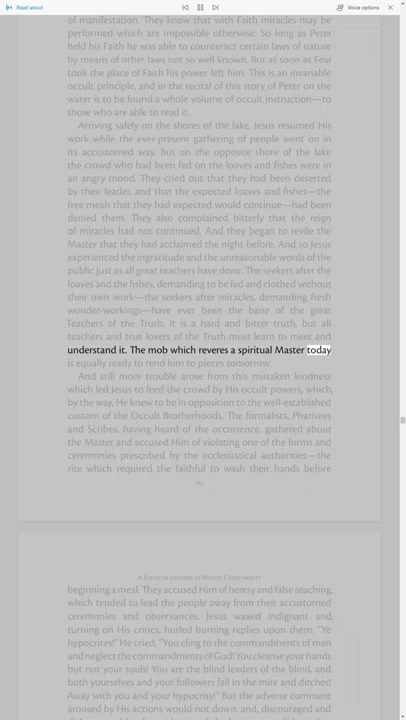 Read aloud
Voice options
of manifestation. They know that with Faith miracles may be
performed which are impossible otherwise. So long as Peter
held his Faith he was able to counteract certain laws of nature
by means of other laws not so well known. But as soon as Fear
took the place of Faith his power left him. This is an invariable
occult principle, and in the recital of this story of Peter on the
water is to be found a whole volume of occult instruction—to
those who are able to read it.
Arriving safely on the shores of the lake, Jesus resumed His
work while the ever-present gathering of people went on in
its accustomed way. But on the opposite shore of the lake
the crowd who had been fed on the loaves and fishes were in
an angry mood. They cried out that they had been deserted
by their leader, and that the expected loaves and fishes—the
free meals that they had expected would continue—had been
denied them. They also complained bitterly that the reign
of miracles had not continued. And they began to revile the
Master that they had acclaimed the night before. And so Jesus
experienced the ingratitude and the unreasonable words of the
public just as all great teachers have done. The seekers after the
loaves and the fishes, demanding to be fed and clothed without
their own work—the seekers after miracles, demanding fresh
wonder-workings—have ever been the bane of the great
Teachers of the Truth. It is a hard and bitter truth, but all
teachers and true lovers of the Truth must learn to meet and
understand it. The mob which reveres a spiritual Master today
is equally ready to rend him to pieces tomorrow.
And still more trouble arose from this mistaken kindness
which led Jesus to feed the crowd by His occult powers, which,
by the way, He knew to be in opposition to the well-established
custom of the Occult Brotherhoods. The formalists, Pharisees
and Scribes, having heard of the occurrence, gathered about
the Master and accused Him of violating one of the forms and
ceremonies prescribed by the ecclesiastical authorities—the
rite which required the faithful to wash their hands before
A Series of Lessons in Mystic Christianity
beginning a meal. They accused Him of heresy and false teaching,
which tended to lead the people away from their accustomed
ceremonies and observances. Jesus waxed indignant and,
turning on His critics, hurled burning replies upon them. "Ye
hypocrites!" He cried, "You cling to the commandments of men
and neglect the commandments of God! You cleanse your hands
but not your souls! You are the blind leaders of the blind, and
both yourselves and your followers fall in the mire and ditches!
Away with you and your hypocrisy!" But the adverse comment
aroused by His actions would not down, and, discouraged and